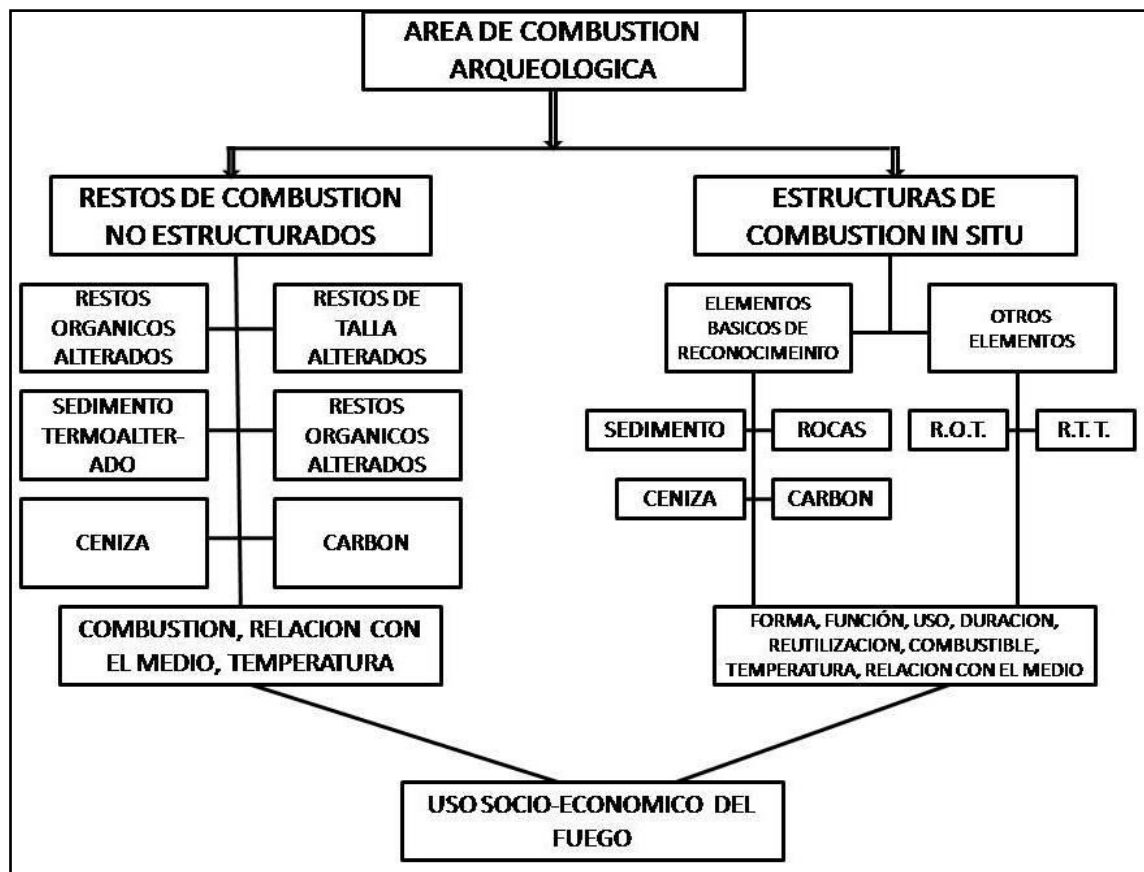 AREA DE COMBUSTION
ARQUEOLOGICA
RESTOS DE COMBUSTION
NO ESTRUCTURADOS
ESTRUCTURAS DE
COMBUSTION IN SITU
RESTOS
ORGANICOS
ALTERADOS
RESTOS DE
TALLA
ALTERADOS
ELEMENTOS
BASICOS DE
RECONOCIMEINTO
OTROS
ELEMENTOS
SEDIMENTO
TERMOALTER-
ADO
RESTOS
ORGANICOS
ALTERADOS
SEDIMENTO
ROCAS
R.O.T.
R.T. T.
CENIZA
CARBON
CENIZA
CARBON
COMBUSTION, RELACION CON
EL MEDIO, TEMPERATURA
FORMA, FUNCIÓN, USO, DURACION,
REUTILIZACION, COMBUSTIBLE,
TEMPERATURA, RELACION CON EL MEDIO
USO SOCIO-ECONOMICO DEL
FUEGO